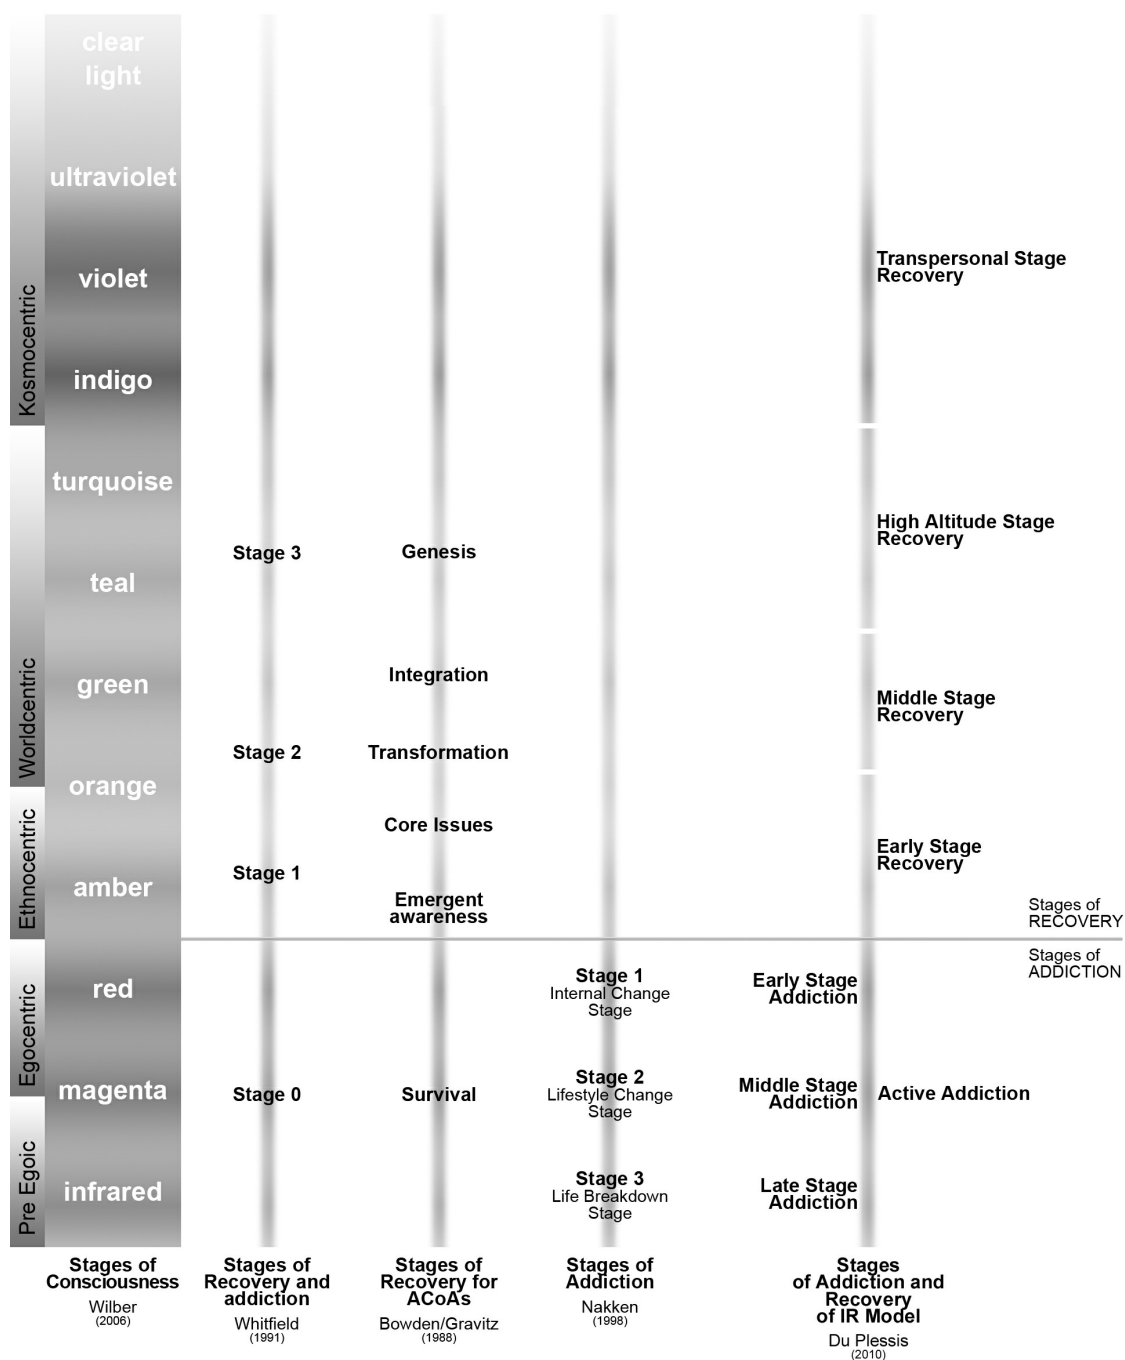 clear
light
ultraviolet
violet
indigo
turquoise
teal
green
orange
amber
red
magenta
infrared
Kosmocentric
Worldcentric
Ethnocentric
Egocentric
Pre Egoic
Stage 3
Stage 2
Stage 1
Stage 0
Genesis
Integration
Transformation
Core Issues
Emergent
awareness
Survival
Stage 1
Internal Change
Stage
Stage 2
Lifestyle Change
Stage
Stage 3
Life Breakdown
Stage
Transpersonal Stage
Recovery
High Altitude Stage
Recovery
Middle Stage
Recovery
Early Stage
Recovery
Stages of
RECOVERY
Stages of
ADDICTION
Early Stage
Addiction
Middle Stage
Addiction
Active Addiction
Late Stage
Addiction
Stages of
Consciousness
Wilber
(2006)
Stages of
Recovery and
addiction
Whitfield
(1991)
Stages of
Recovery for
ACoAs
Bowden/Gravitz
(1988)
Stages of
Addiction
Nakken
(1998)
Stages
of Addiction and
Recovery
of IR Model
Du Plessis
(2010)